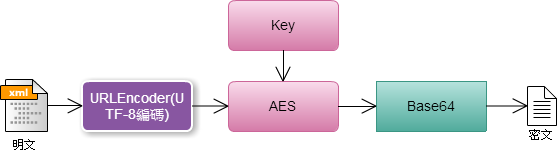 Key
xml
URLEncoder(U
TF-8編碼)
AES
Base64
明文
密文